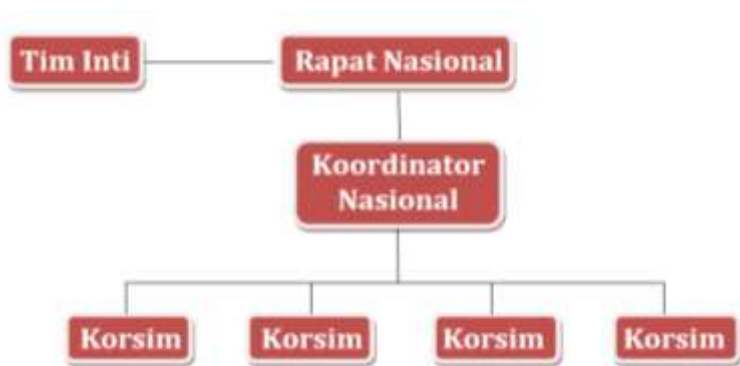 Tim Inti
Rapat Nasional
Koordinator
Nasional
Korsim
Korsim
Korsim
Korsim